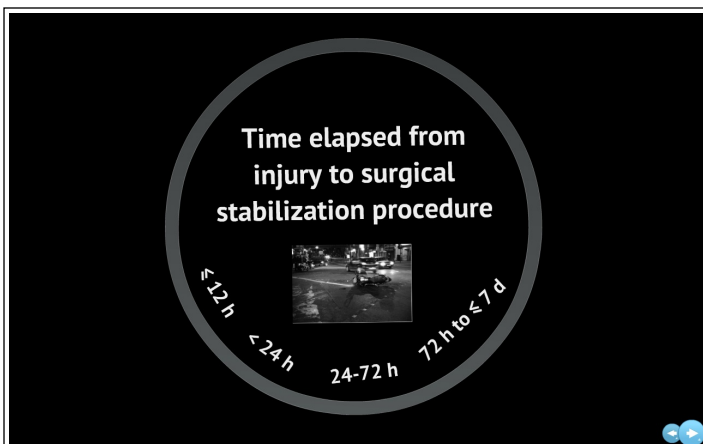 Time elapsed from
injury to surgical
stabilization procedure
≤ 12 h
< 24 h
24-72 h
72 h to ≤ 7 d